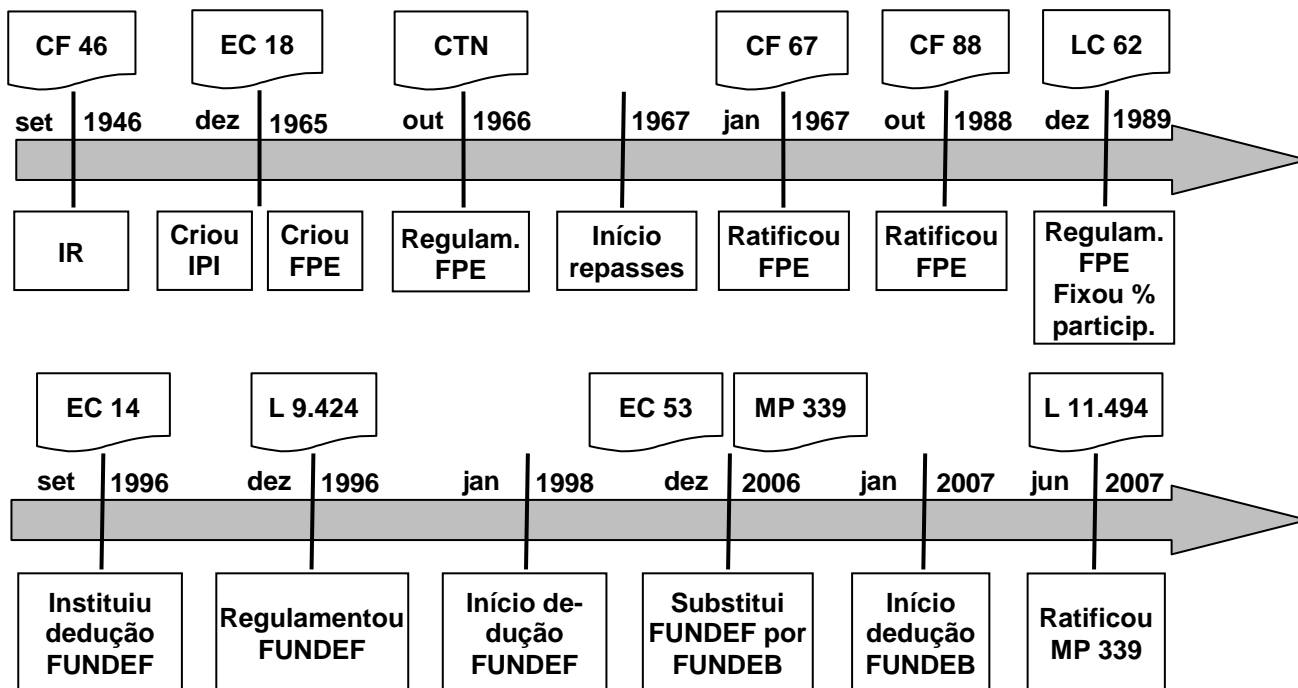 CF 46
EC 18
CTN
CF 67
CF 88
LC 62
set 1946
dez 1965
out 1966
1967
jan 1967
out 1988
dez 1989
IR
Criou
IPI
Criou
FPE
Regulam.
FPE
Início
repasses
Ratificou
FPE
Ratificou
FPE
Regulam.
FPE
Fixou %
particip.
EC 14
L 9.424
EC 53
MP 339
L 11.494
set 1996
dez 1996
jan 1998
dez 2006
jan 2007
jun 2007
Instituiu
dedução
FUNDEF
Regulamentou
FUNDEF
Início de-
dução
FUNDEF
Substitui
FUNDEF por
FUNDEB
Início
dedução
FUNDEB
Ratificou
MP 339